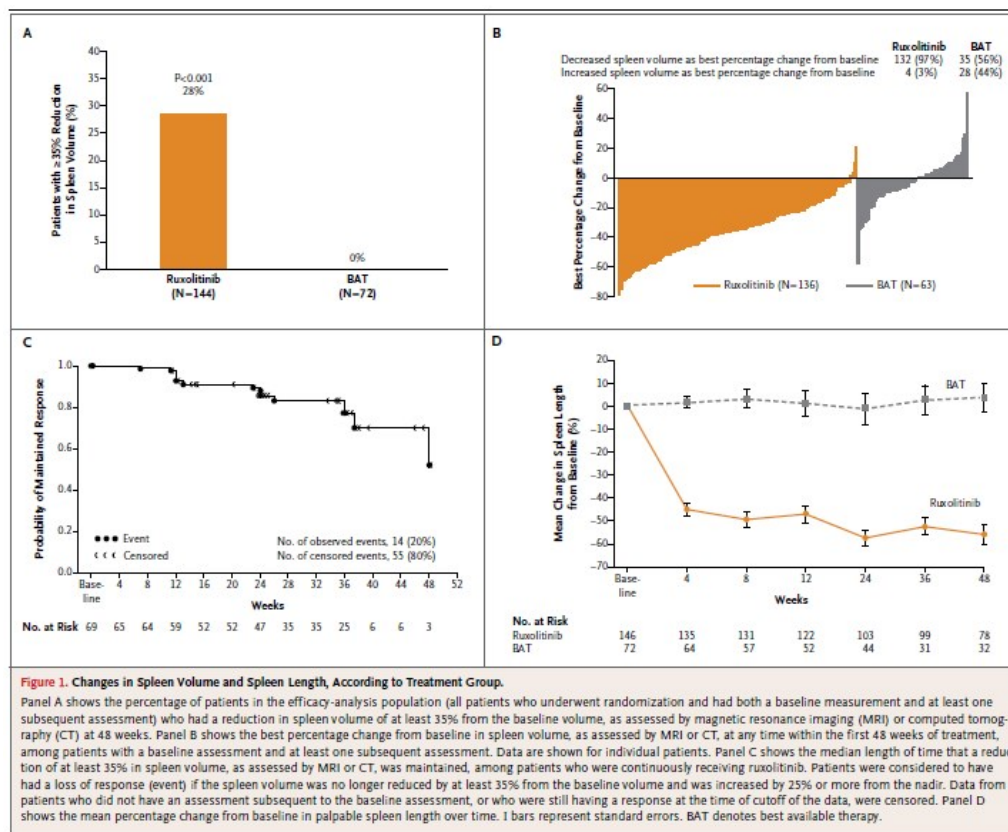 A
Patients with ≥35% Reduction
in Spleen Volume (%)
40
35
30
25
20
15
10
5
0
P<0.001
28%
0%
Ruxolitinib
(N=144)
BAT
(N=72)
B
Ruxolitinib BAT
Decreased spleen volume as best percentage change from baseline 132 (97%) 35 (56%)
Increased spleen volume as best percentage change from baseline 4 (3%) 28 (44%)
Best Percentage Change from Baseline
60
40
20
0
−20
−40
−60
−80
Ruxolitinib (N=136) BAT (N=63)
C
Probability of Maintained Response
1.0
0.8
0.6
0.4
0.2
0.0
Event
Censored
No. of observed events, 14 (20%)
No. of censored events, 55 (80%)
Base-
line
4 8 12 16 20 24 28 32 36 40 44 48 52
Weeks
No. at Risk 69 65 64 59 52 52 47 35 35 25 6 6 3
D
Mean Change in Spleen Length
from Baseline (%)
20
10
0
−10
−20
−30
−40
−50
−60
−70
BAT
Ruxolitinib
Base-
line
4 8 12 24 36 48
Weeks
No. at Risk
Ruxolitinib 146 135 131 122 103 99 78
BAT 72 64 57 52 44 31 32
Figure 1. Changes in Spleen Volume and Spleen Length, According to Treatment Group.
Panel A shows the percentage of patients in the efficacy-analysis population (all patients who underwent randomization and had both a baseline measurement and at least one
subsequent assessment) who had a reduction in spleen volume of at least 35% from the baseline volume, as assessed by magnetic resonance imaging (MRI) or computed tomog-
raphy (CT) at 48 weeks. Panel B shows the best percentage change from baseline in spleen volume, as assessed by MRI or CT, at any time within the first 48 weeks of treatment,
among patients with a baseline assessment and at least one subsequent assessment. Data are shown for individual patients. Panel C shows the median length of time that a reduc-
tion of at least 35% in spleen volume, as assessed by MRI or CT, was maintained, among patients who were continuously receiving ruxolitinib. Patients were considered to have
had a loss of response (event) if the spleen volume was no longer reduced by at least 35% from the baseline volume and was increased by 25% or more from the nadir. Data from
patients who did not have an assessment subsequent to the baseline assessment, or who were still having a response at the time of cutoff of the data, were censored. Panel D
shows the mean percentage change from baseline in palpable spleen length over time. I bars represent standard errors. BAT denotes best available therapy.